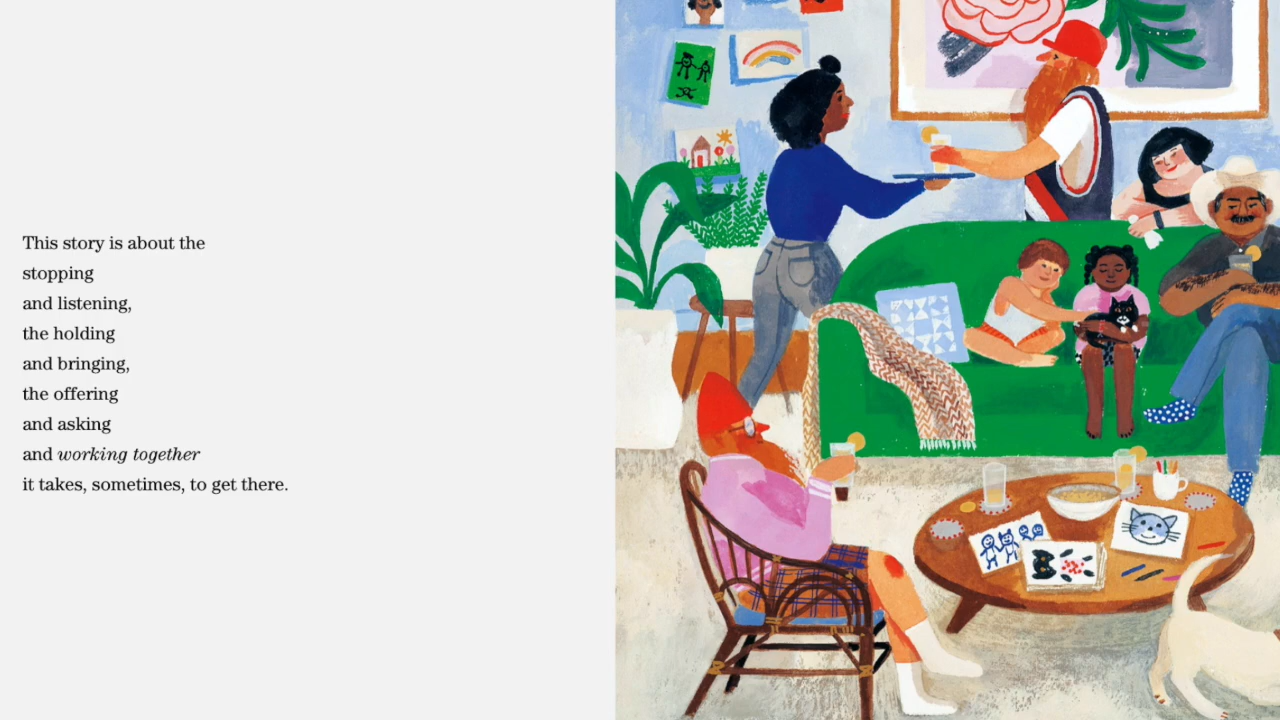 This story is about the
stopping
and listening,
the holding
and bringing,
the offering
and asking
and working together
it takes, sometimes, to get there.